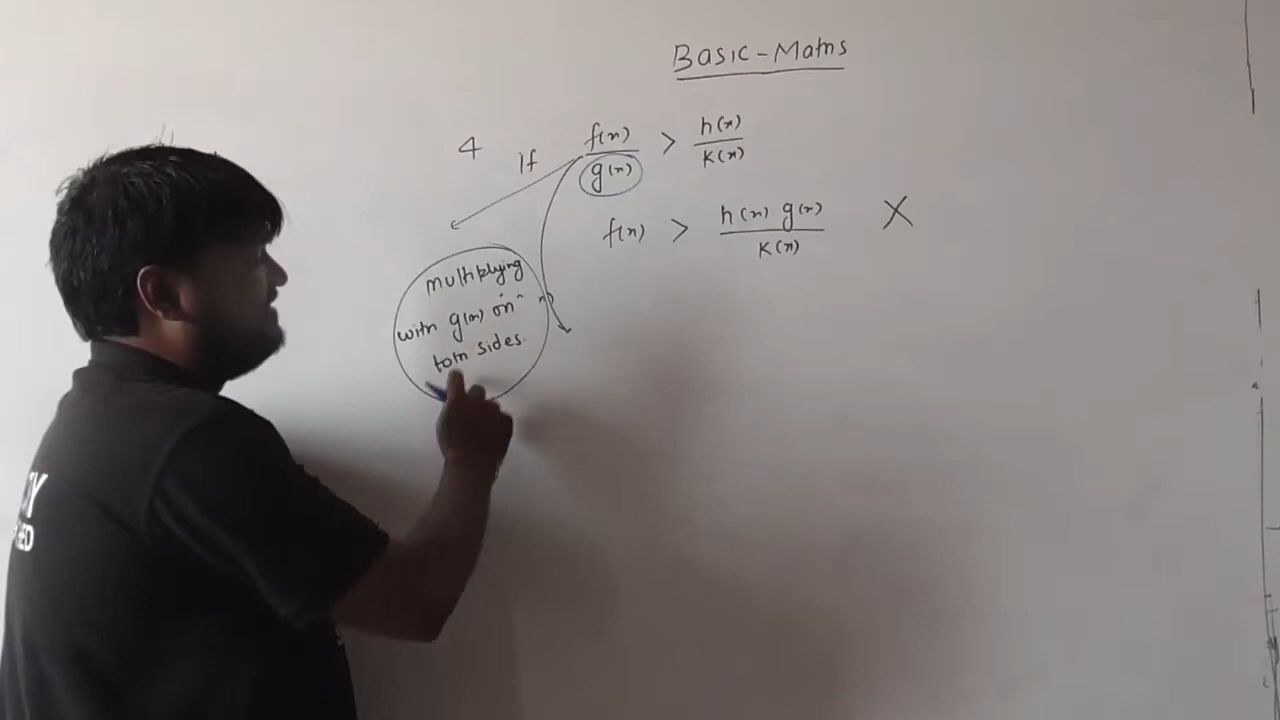 Basic-Maths
4 If f(x)/g(x) > h(x)/K(x)
f(x) > h(x) g(x)/K(x) X
multiplying
with g(x) on
both sides.